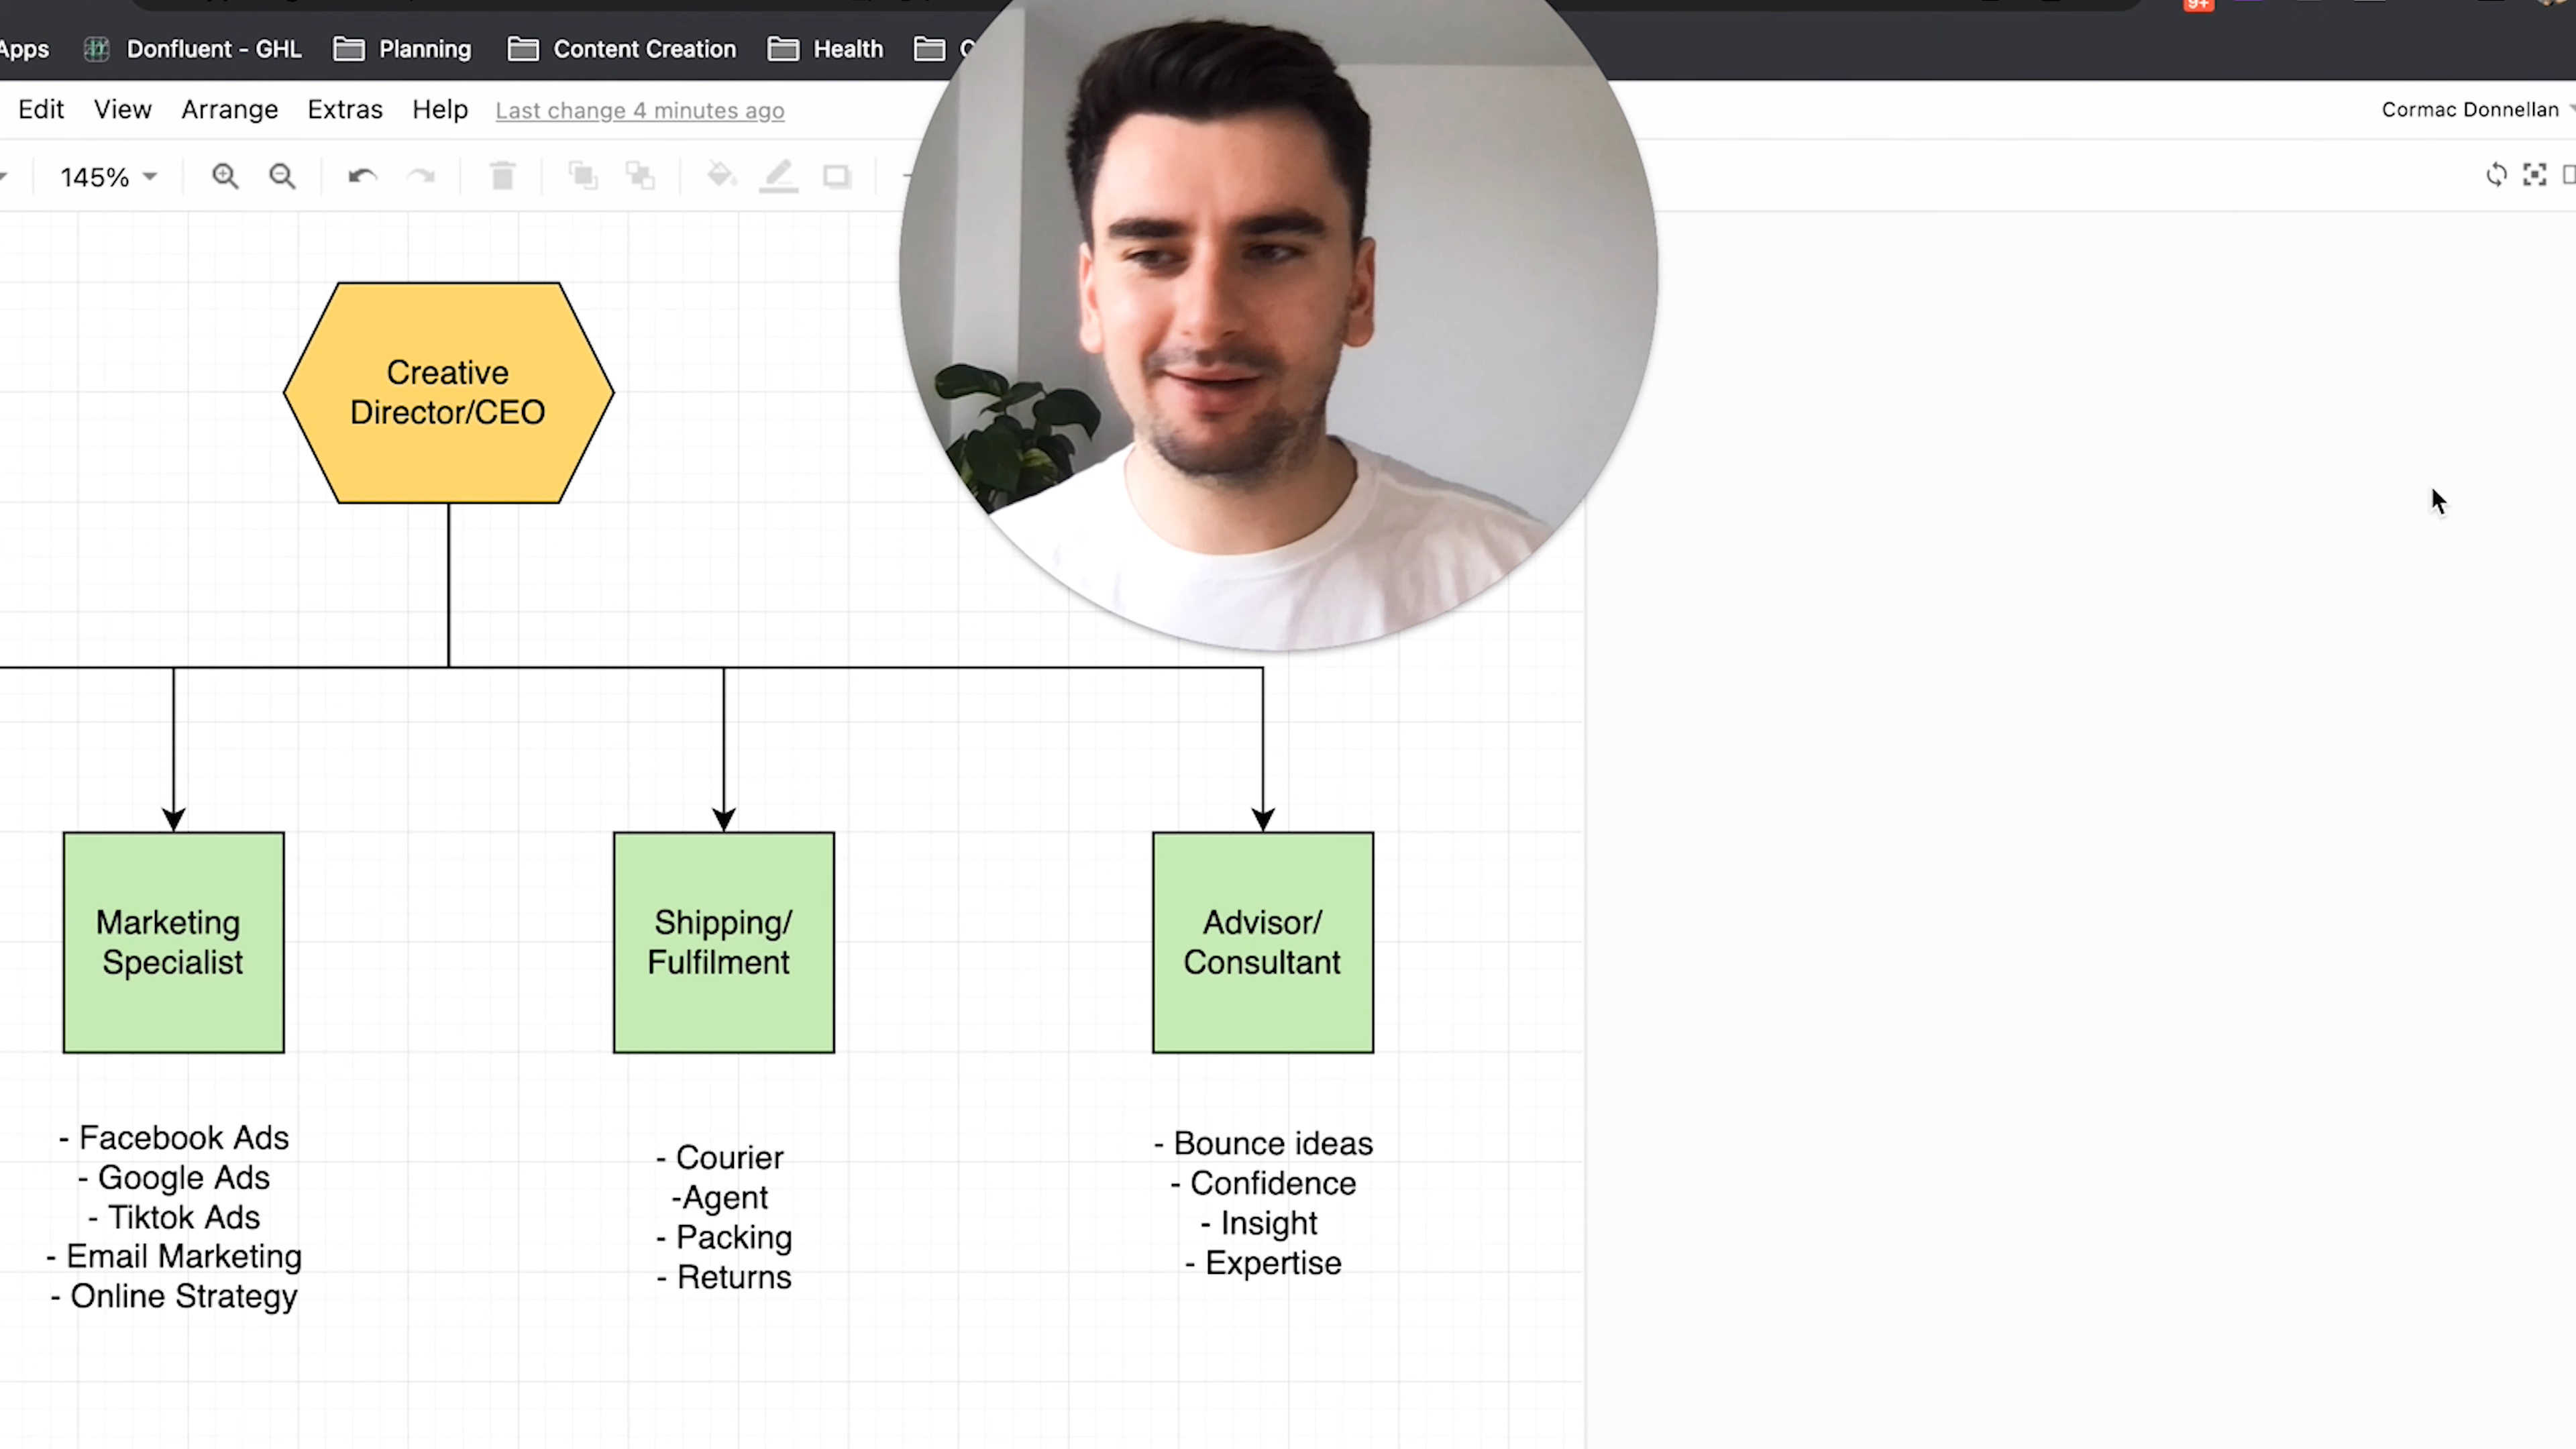 Apps Donfluent - GHL Planning Content Creation Health
9+
Edit View Arrange Extras Help Last change 4 minutes ago
Cormac Donnellan
145%
Creative
Director/CEO
Marketing
Specialist
Shipping/
Fulfilment
Advisor/
Consultant
- Facebook Ads
- Google Ads
- Tiktok Ads
- Email Marketing
- Online Strategy
- Courier
-Agent
- Packing
- Returns
- Bounce ideas
- Confidence
- Insight
- Expertise